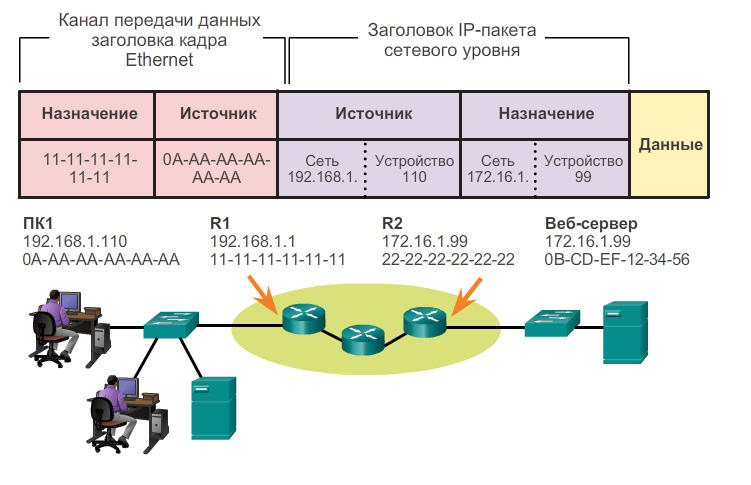 Канал передачи данных
заголовка кадра
Ethernet
Заголовок IP-пакета
сетевого уровня
Назначение
Источник
Источник
Назначение
Данные
11-11-11-11-
11-11
0A-AA-AA-AA-
AA-AA
Сеть
192.168.1.
Устройство
110
Сеть
172.16.1.
Устройство
99
ПК1
192.168.1.110
0A-AA-AA-AA-AA-AA
R1
192.168.1.1
11-11-11-11-11-11
R2
172.16.1.99
22-22-22-22-22-22
Веб-сервер
172.16.1.99
0B-CD-EF-12-34-56